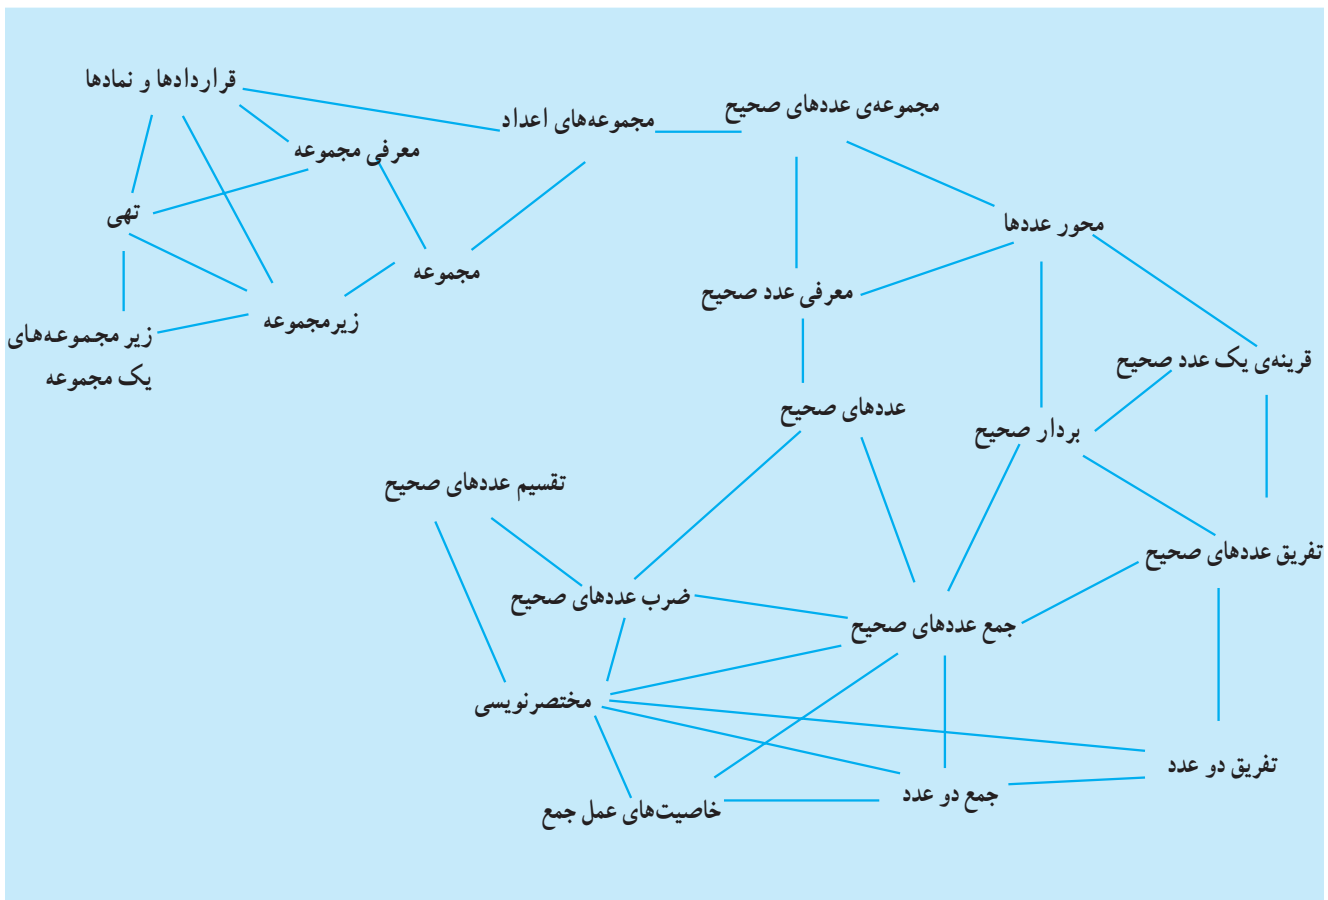 قراردادها و نمادها
مجموعه‌ی عددهای صحیح
مجموعه‌های اعداد
معرفی مجموعه
تهی
محور عددها
مجموعه
معرفی عدد صحیح
زیرمجموعه
زیر مجموعه‌های
یک مجموعه
قرینه‌ی یک عدد صحیح
عددهای صحیح
بردار صحیح
تقسیم عددهای صحیح
تفریق عددهای صحیح
ضرب عددهای صحیح
جمع عددهای صحیح
مختصرنویسی
تفریق دو عدد
جمع دو عدد
خاصیت‌های عمل جمع